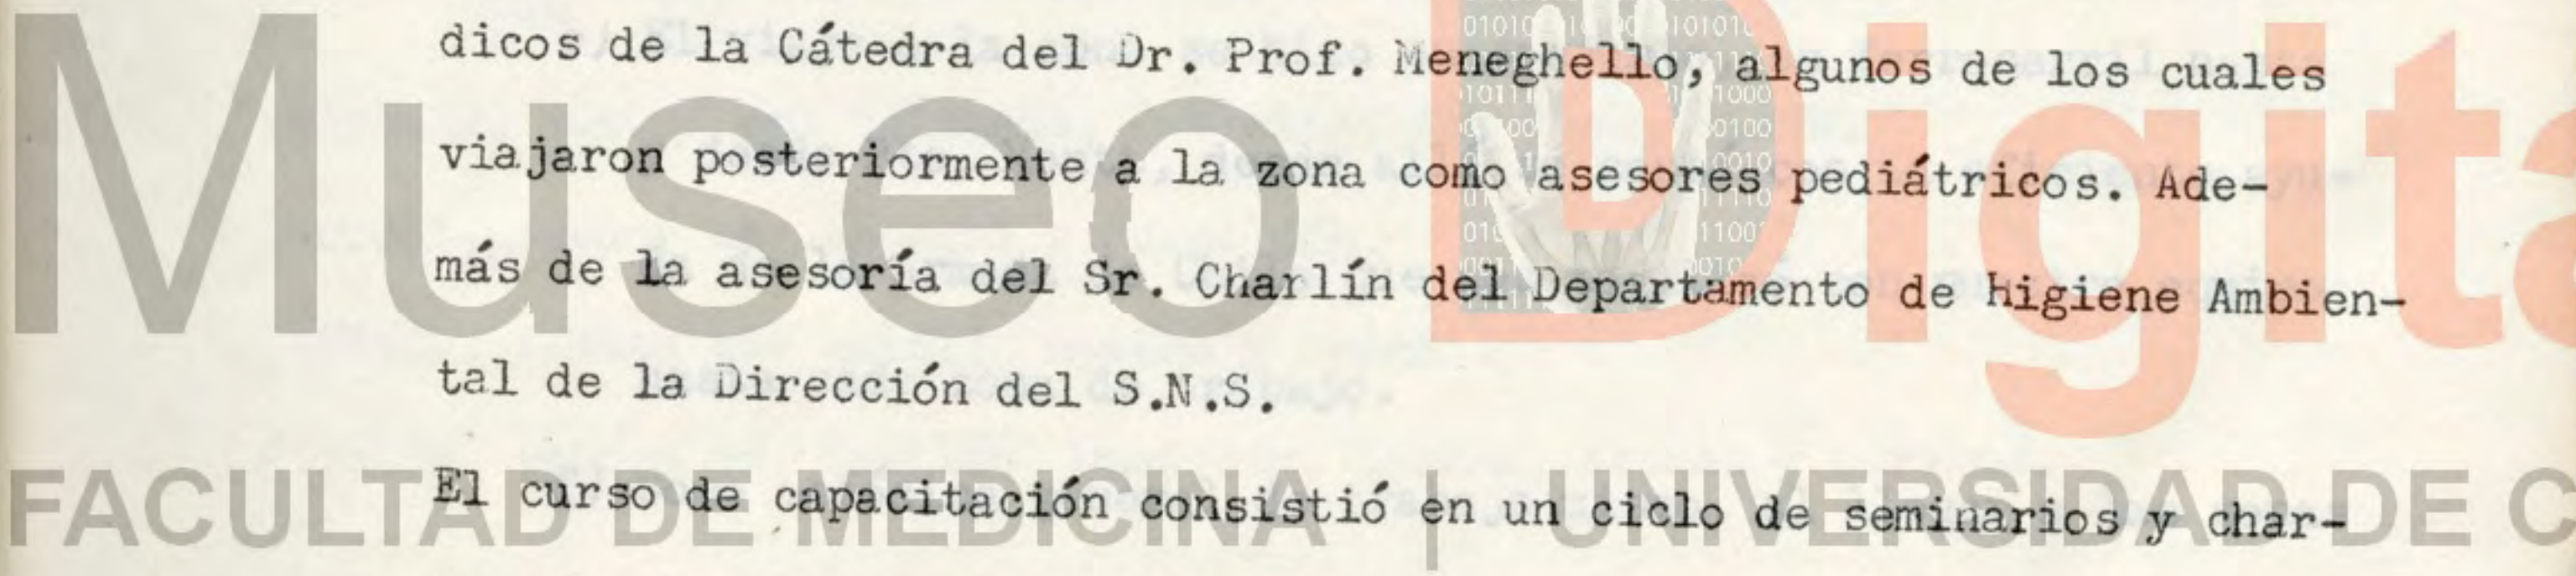 dicos de la Cátedra del Dr. Prof. Meneghello, algunos de los cuales
viajaron posteriormente a la zona como asesores pediátricos. Ade-
más de la asesoría del Sr. Charlín del Departamento de higiene Ambien-
tal de la Dirección del S.N.S.
El curso de capacitación consistió en un ciclo de seminarios y char-
Museo Digita
FACULTAD DE MEDICINA | UNIVERSIDAD DE C